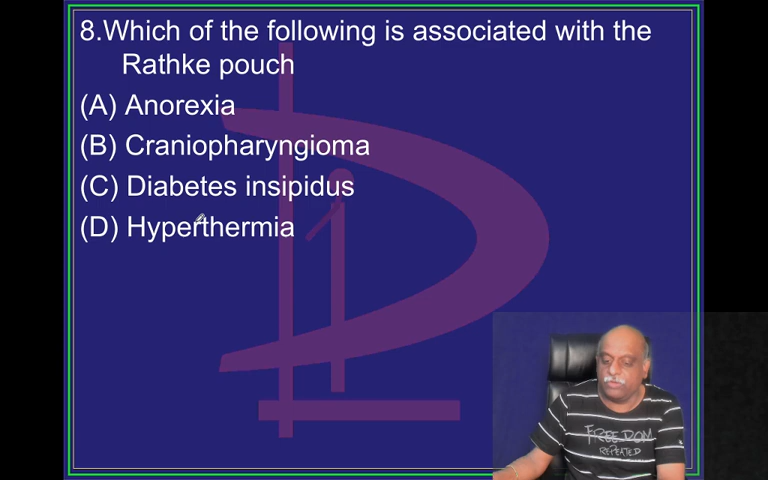 8.Which of the following is associated with the
Rathke pouch
(A) Anorexia
(B) Craniopharyngioma
(C) Diabetes insipidus
(D) Hyperthermia
FREEDOM
REPEATED